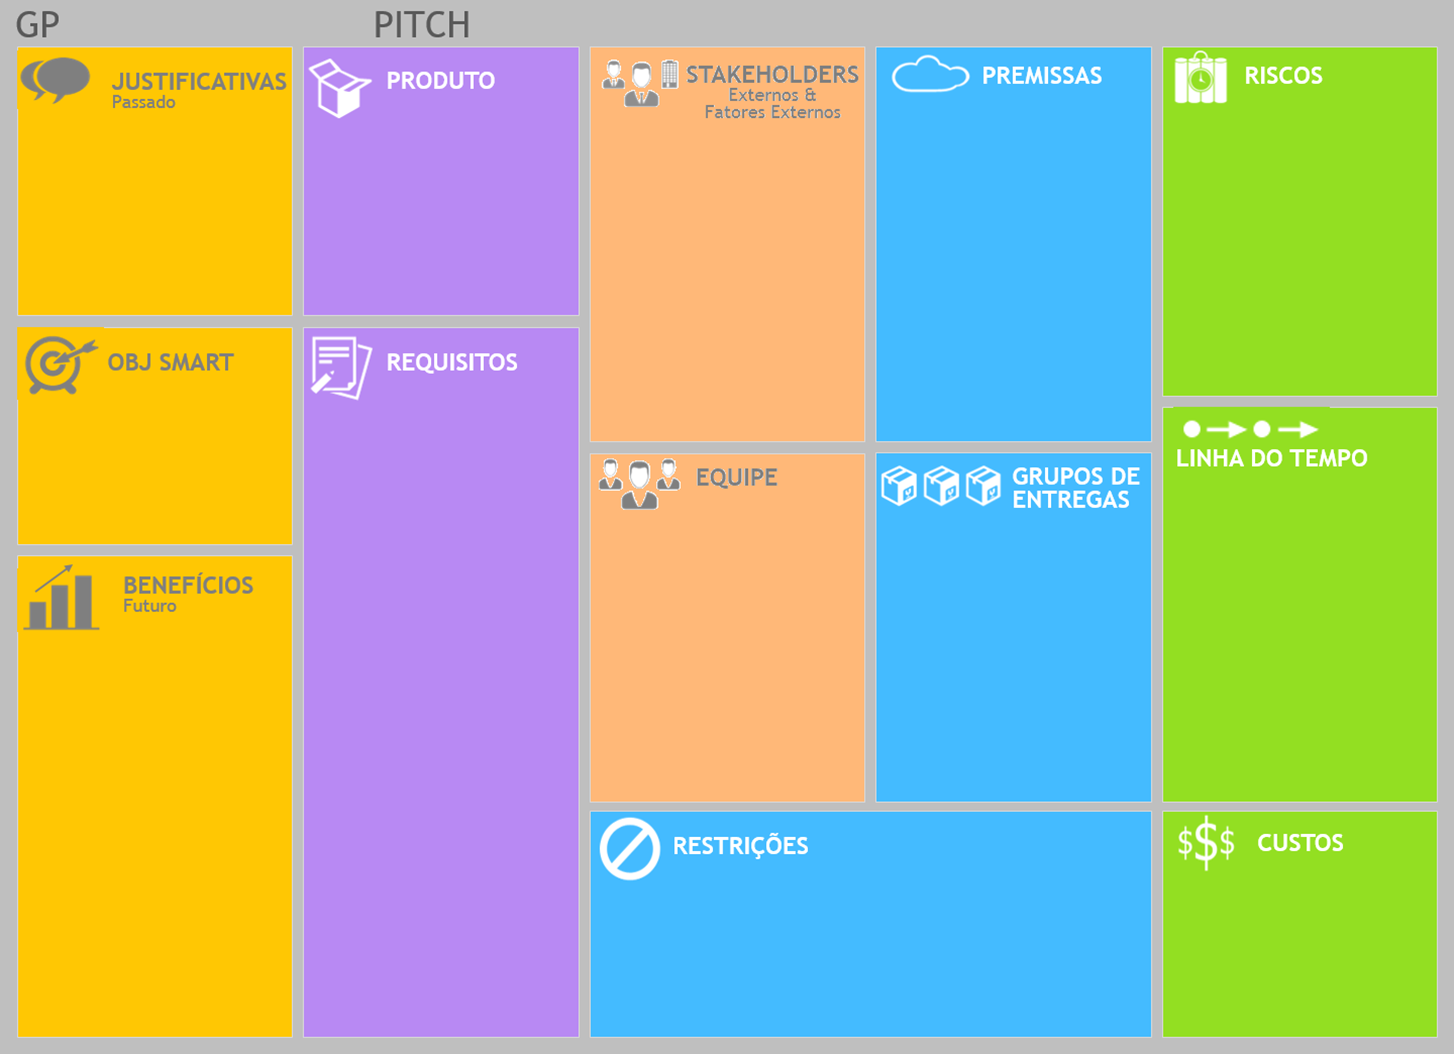 GP
PITCH
JUSTIFICATIVAS
Passado
OBJ SMART
BENEFÍCIOS
Futuro
PRODUTO
REQUISITOS
STAKEHOLDERS
Externos &
Fatores Externos
EQUIPE
PREMISSAS
GRUPOS DE
ENTREGAS
RESTRIÇÕES
RISCOS
LINHA DO TEMPO
$$$
CUSTOS